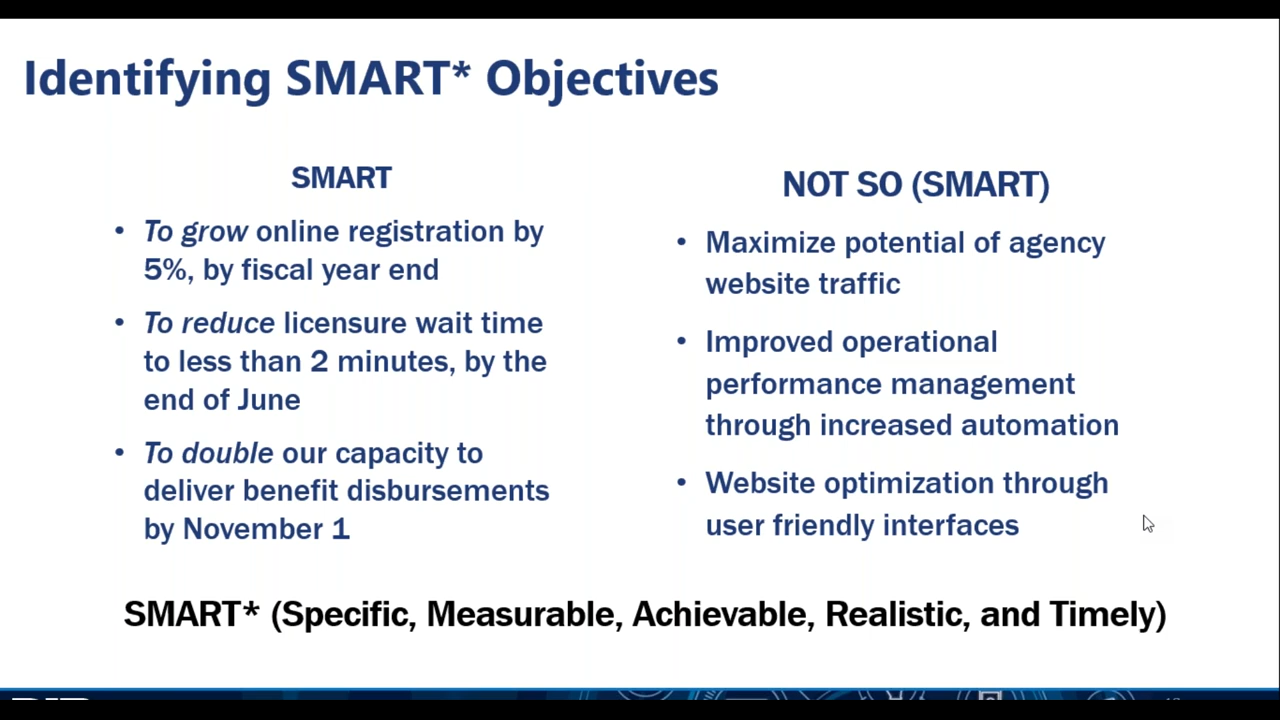 Identifying SMART* Objectives
SMART
• To grow online registration by
5%, by fiscal year end
• To reduce licensure wait time
to less than 2 minutes, by the
end of June
• To double our capacity to
deliver benefit disbursements
by November 1
NOT SO (SMART)
• Maximize potential of agency
website traffic
• Improved operational
performance management
through increased automation
• Website optimization through
user friendly interfaces
SMART* (Specific, Measurable, Achievable, Realistic, and Timely)